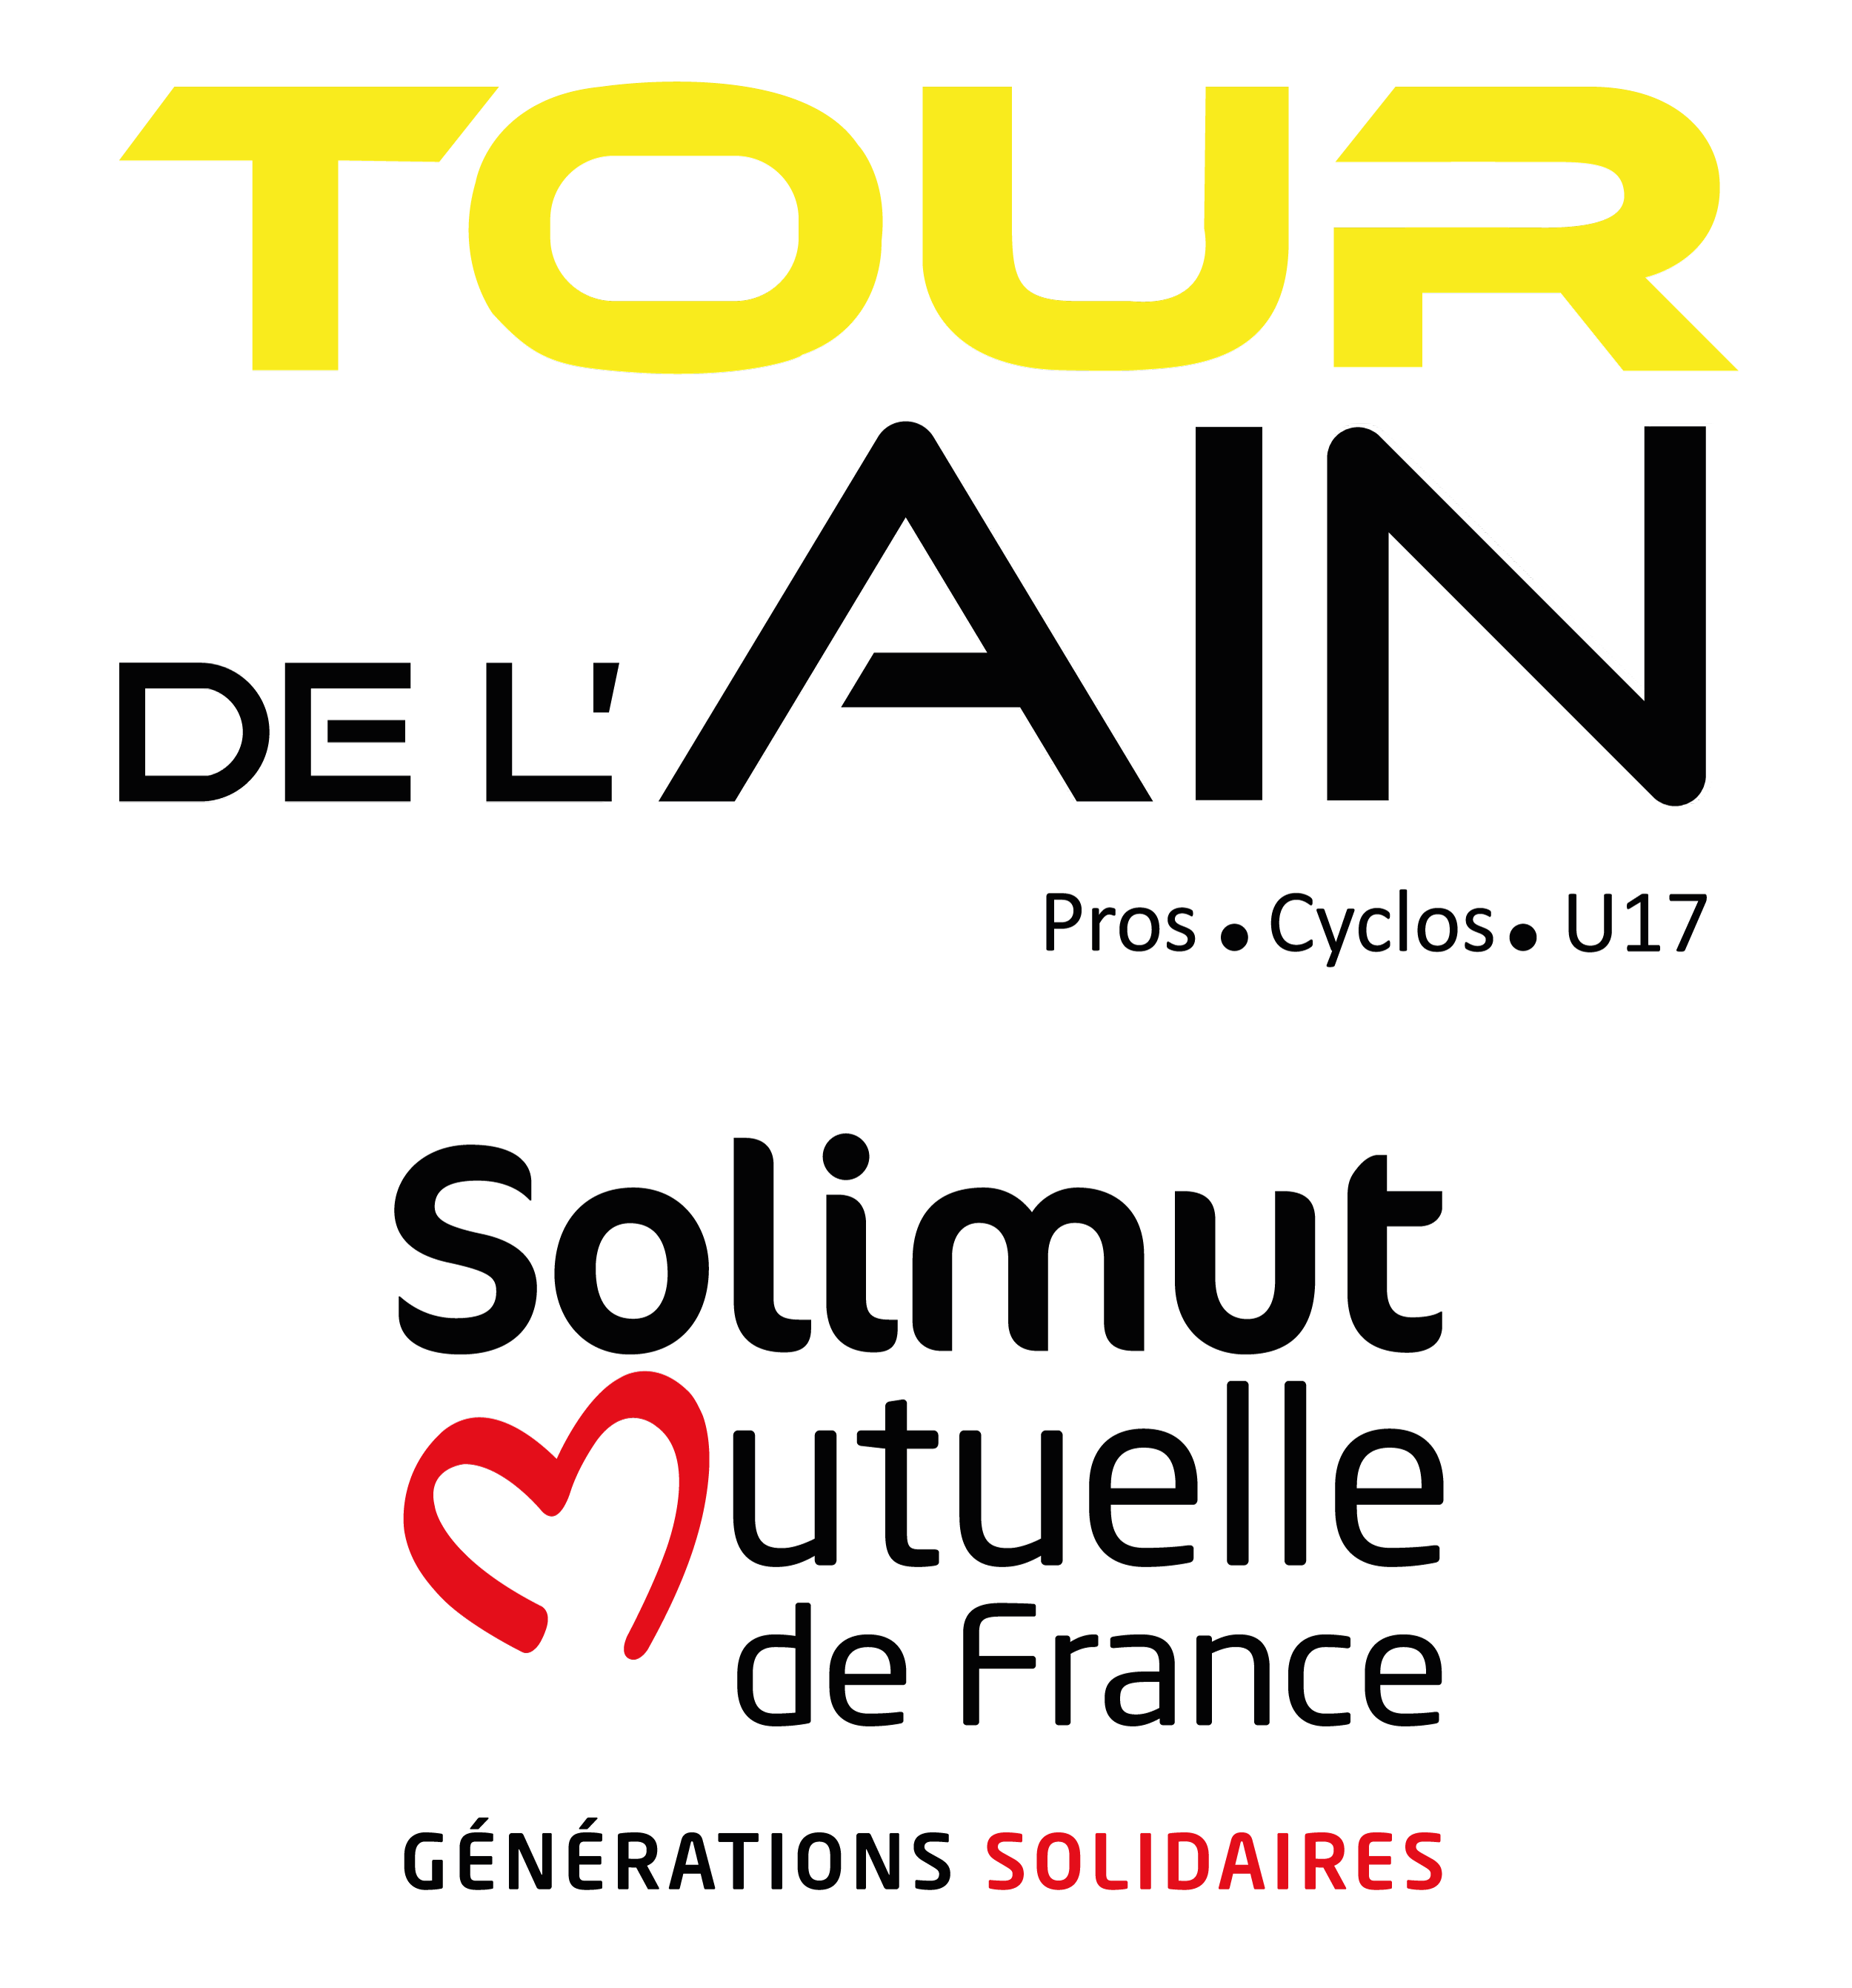 TOUR
DE L'AIN
Pros • Cyclos • U17
Solimut
Mutuelle
de France
GÉNÉRATIONS SOLIDAIRES